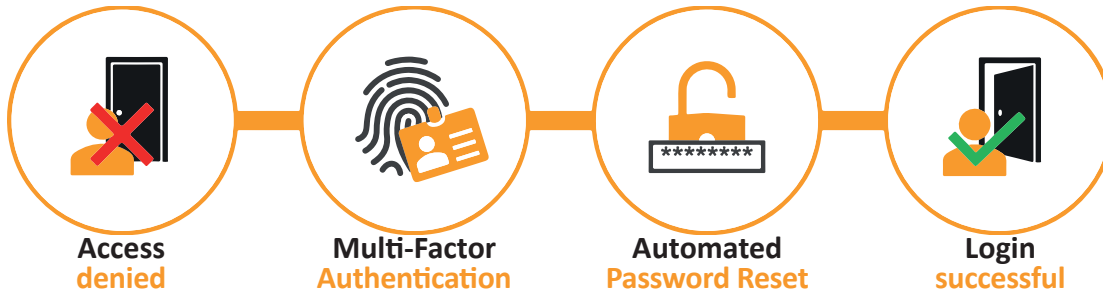 ********
Access
denied
Multi-Factor
Authentication
Automated
Password Reset
Login
successful